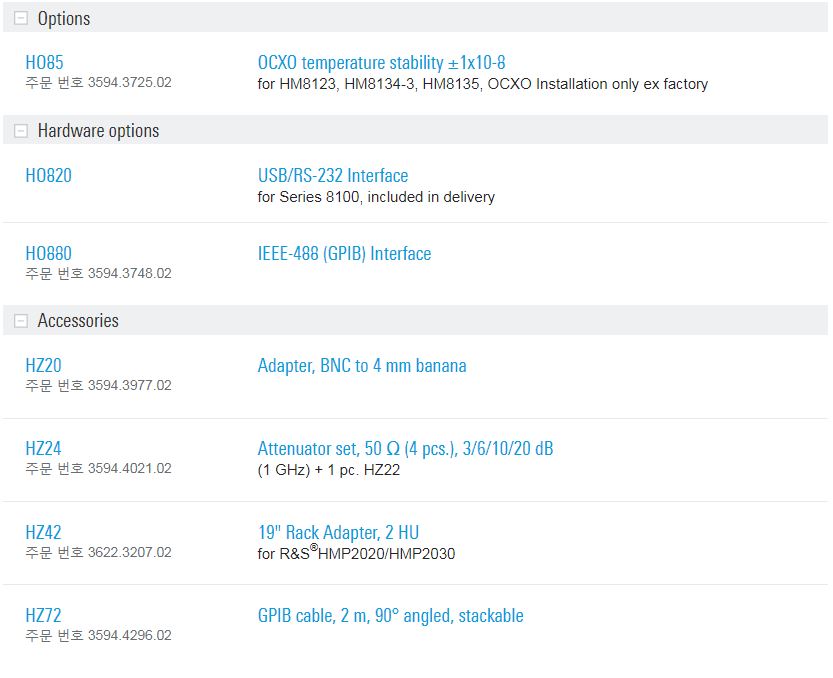 Options
HO85
주문 번호 3594.3725.02
OCXO temperature stability ±1x10-8
for HM8123, HM8134-3, HM8135, OCXO Installation only ex factory
Hardware options
HO820
USB/RS-232 Interface
for Series 8100, included in delivery
HO880
주문 번호 3594.3748.02
IEEE-488 (GPIB) Interface
Accessories
HZ20
주문 번호 3594.3977.02
Adapter, BNC to 4 mm banana
HZ24
주문 번호 3594.4021.02
Attenuator set, 50 Ω (4 pcs.), 3/6/10/20 dB
(1 GHz) + 1 pc. HZ22
HZ42
주문 번호 3622.3207.02
19" Rack Adapter, 2 HU
for R&S®HMP2020/HMP2030
HZ72
주문 번호 3594.4296.02
GPIB cable, 2 m, 90° angled, stackable